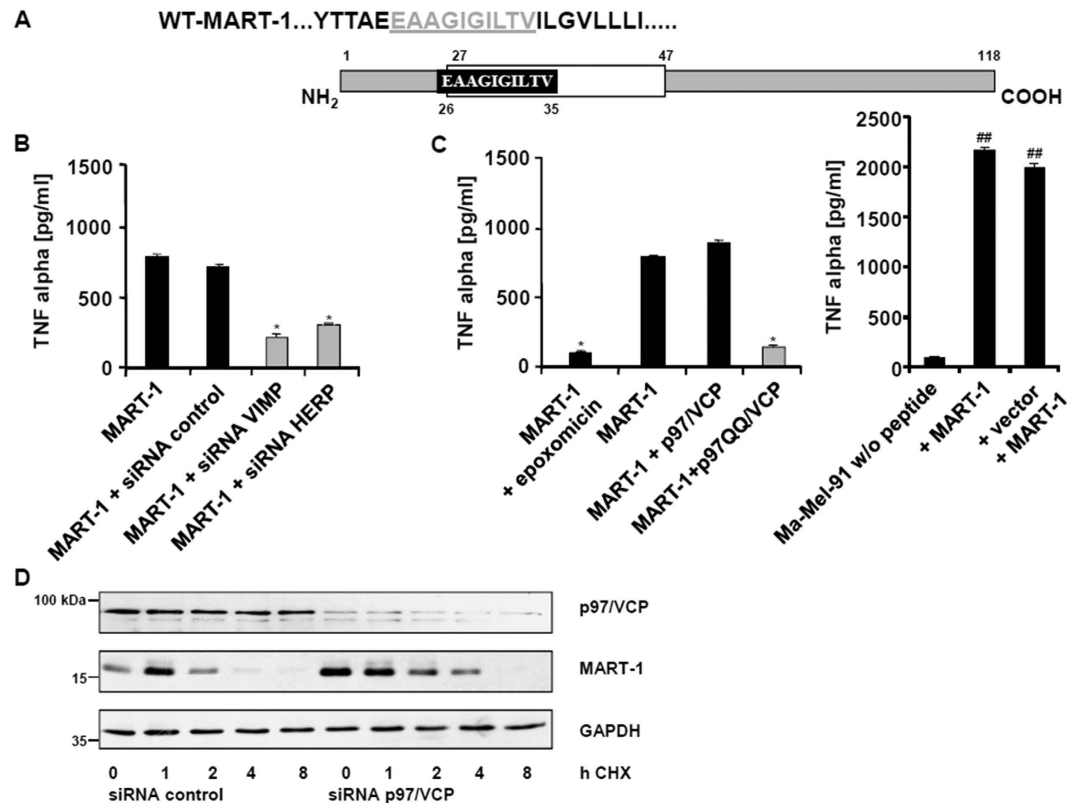 A
WT-MART-1...YTTAEEAAGIGILTVILGVLLLI.....
1 27 47 118
EAAGIGILTV
NH2 COOH
26 35
B
TNF alpha [pg/ml]
1500
1000
500
0
MART-1
MART-1 + siRNA control
MART-1 + siRNA VIMP
MART-1 + siRNA HERP
* *
C
TNF alpha [pg/ml]
1500
1000
500
0
* *
MART-1
+ epoxomicin
MART-1
MART-1 + p97/VCP
MART-1+p97QQ/VCP
TNF alpha [pg/ml]
2500
2000
1500
1000
500
0
## ##
Ma-Mel-91 w/o peptide
+ MART-1
+ vector
+ MART-1
D
100 kDa p97/VCP
15 MART-1
35 GAPDH
0 1 2 4 8 0 1 2 4 8 h CHX
siRNA control siRNA p97/VCP